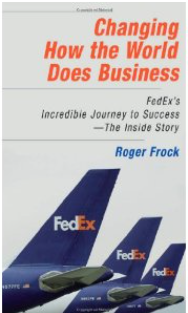 Changing
How the World
Does Business
FedEx's
Incredible Journey to Success
—The Inside Story
Roger Frock
FedEx
FedEx
FedEx